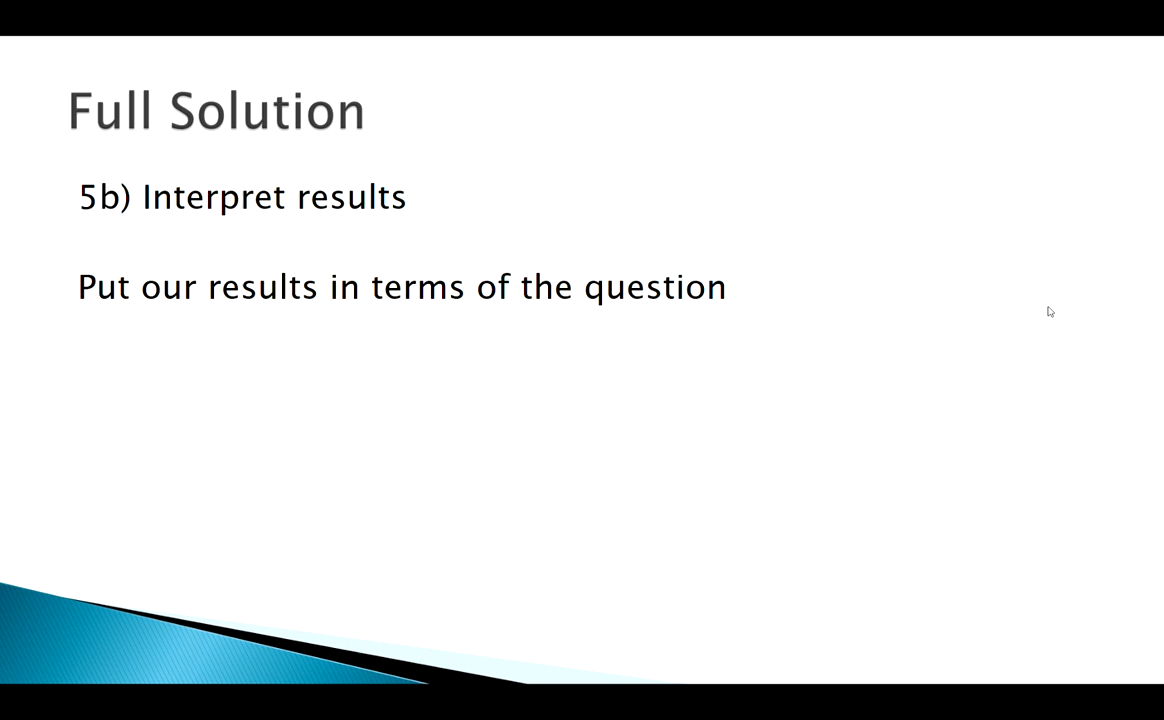 Full Solution
5b) Interpret results
Put our results in terms of the question